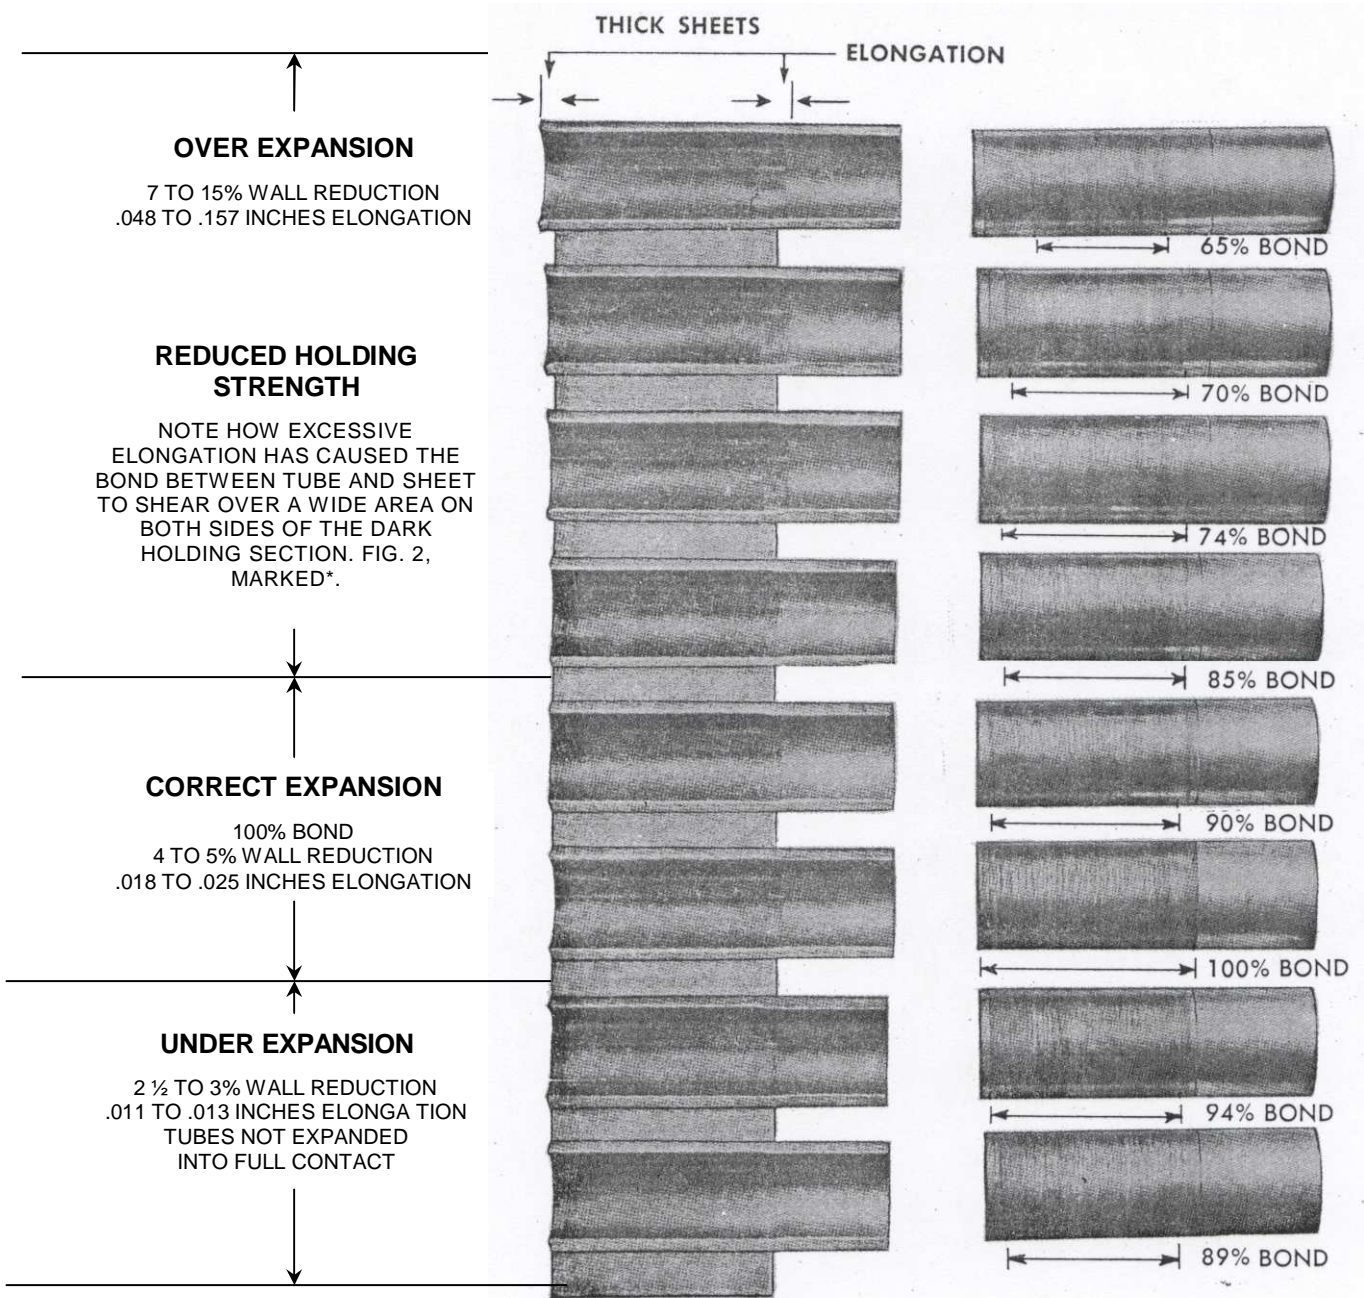 THICK SHEETS
ELONGATION
OVER EXPANSION
7 TO 15% WALL REDUCTION
.048 TO .157 INCHES ELONGATION
65% BOND
70% BOND
REDUCED HOLDING
STRENGTH
NOTE HOW EXCESSIVE
ELONGATION HAS CAUSED THE
BOND BETWEEN TUBE AND SHEET
TO SHEAR OVER A WIDE AREA ON
BOTH SIDES OF THE DARK
HOLDING SECTION. FIG. 2,
MARKED*.
74% BOND
85% BOND
CORRECT EXPANSION
100% BOND
4 TO 5% WALL REDUCTION
.018 TO .025 INCHES ELONGATION
90% BOND
100% BOND
UNDER EXPANSION
2 ½ TO 3% WALL REDUCTION
.011 TO .013 INCHES ELONGA TION
TUBES NOT EXPANDED
INTO FULL CONTACT
94% BOND
89% BOND